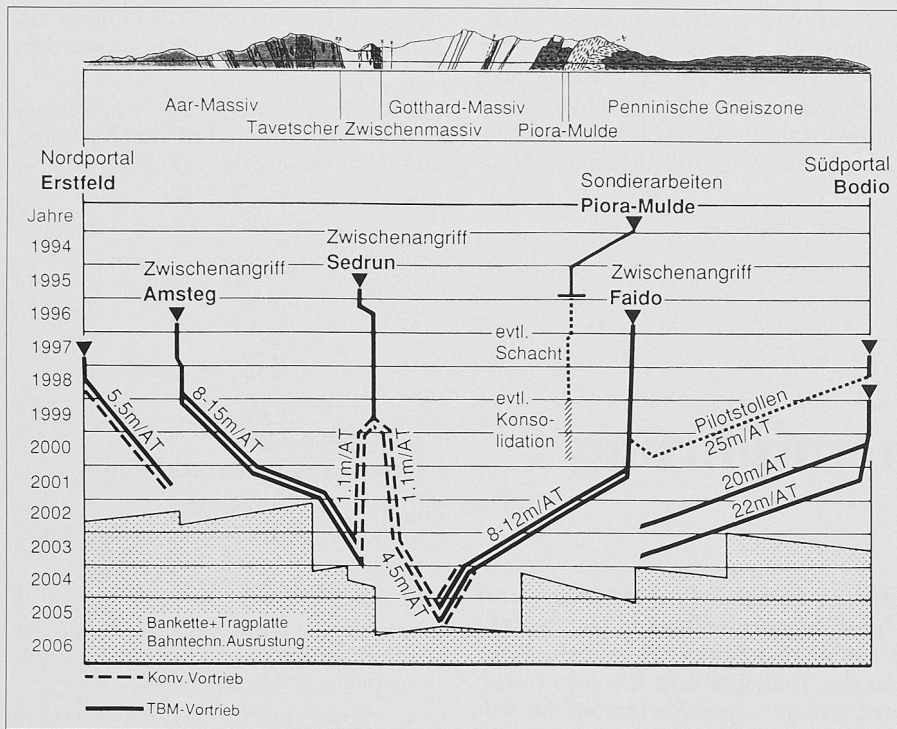 Aar-Massiv
Gotthard-Massiv
Penninische Gneiszone
Tavetscher Zwischenmassiv
Piora-Mulde
Nordportal
Erstfeld
Südportal
Bodio
Sondierarbeiten
Piora-Mulde
Zwischenangriff
Sedrun
Zwischenangriff
Amsteg
Zwischenangriff
Faido
Jahre
1994
1995
1996
1997
1998
1999
2000
2001
2002
2003
2004
2005
2006
evtl.
Schacht
evtl.
Konso-
lidation
5.5m/AT
8-15m/AT
1.1m/AT
1.1m/AT
4.5m/AT
8-12m/AT
Pilotstollen
25m/AT
20m/AT
22m/AT
Bankette+Tragplatte
Bahntechn.Ausrüstung
Konv.Vortrieb
TBM-Vortrieb